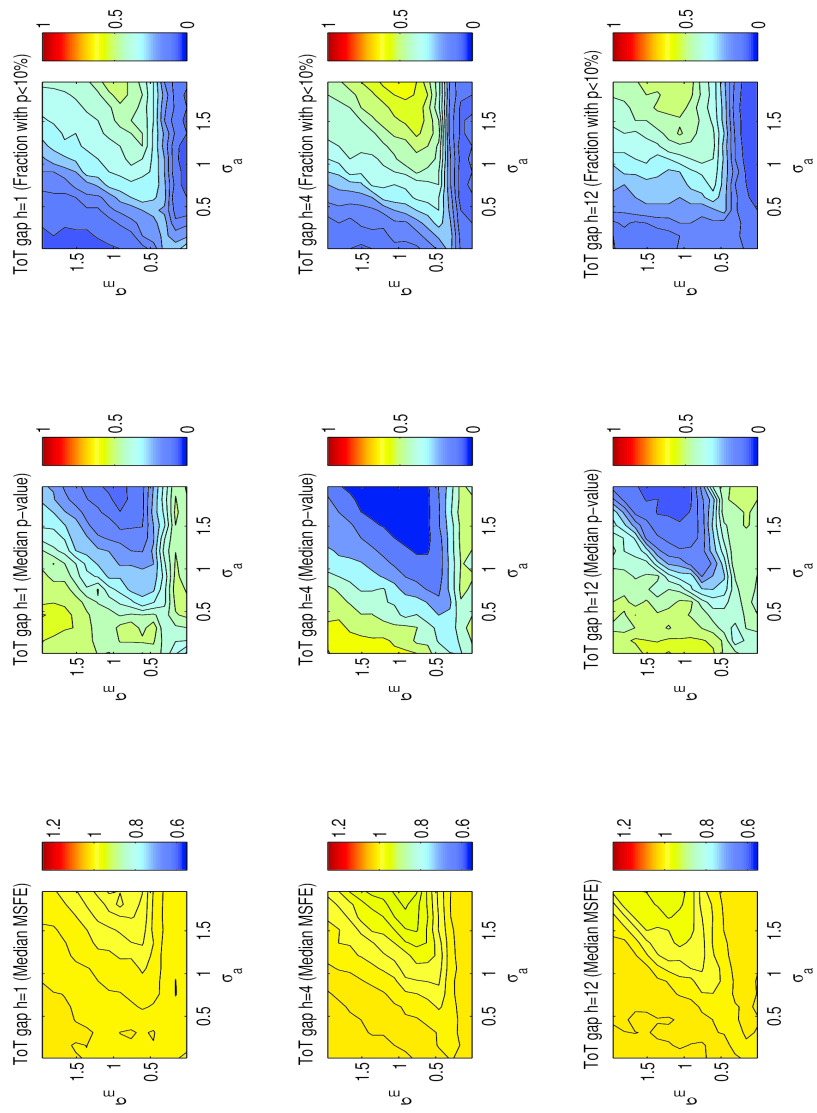 ToT gap h=1 (Median MSFE)
σm
1.5
1
0.5
0.5 1 1.5
σa
1.2
1
0.8
0.6
ToT gap h=1 (Median p−value)
σm
1.5
1
0.5
0.5 1 1.5
σa
1
0.5
0
ToT gap h=1 (Fraction with p<10%)
σm
1.5
1
0.5
0.5 1 1.5
σa
1
0.5
0
ToT gap h=4 (Median MSFE)
σm
1.5
1
0.5
0.5 1 1.5
σa
1.2
1
0.8
0.6
ToT gap h=4 (Median p−value)
σm
1.5
1
0.5
0.5 1 1.5
σa
1
0.5
0
ToT gap h=4 (Fraction with p<10%)
σm
1.5
1
0.5
0.5 1 1.5
σa
1
0.5
0
ToT gap h=12 (Median MSFE)
σm
1.5
1
0.5
0.5 1 1.5
σa
1.2
1
0.8
0.6
ToT gap h=12 (Median p−value)
σm
1.5
1
0.5
0.5 1 1.5
σa
1
0.5
0
ToT gap h=12 (Fraction with p<10%)
σm
1.5
1
0.5
0.5 1 1.5
σa
1
0.5
0